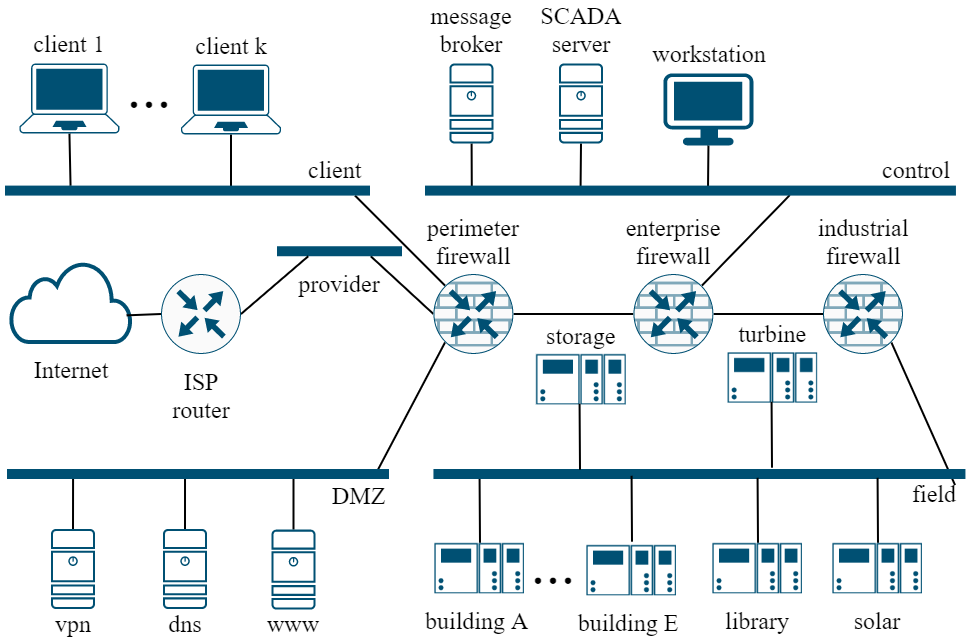 client 1
client k
message
broker
SCADA
server
workstation
client
control
provider
perimeter
firewall
enterprise
firewall
industrial
firewall
Internet
ISP
router
storage
turbine
DMZ
field
vpn
dns
www
building A
building E
library
solar